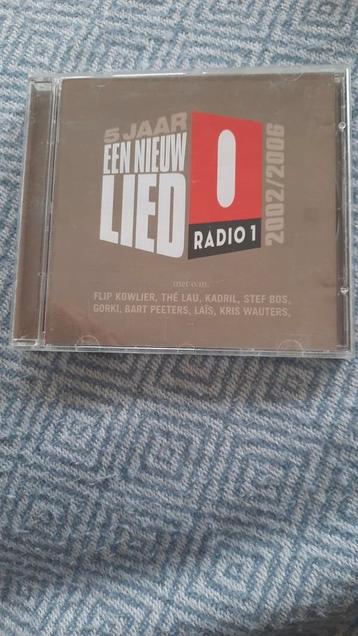 5 JAAR
EEN NIEUW
LIED
RADIO 1
2002/2006
met o.m.
FLIP KOWLIER, THÉ LAU, KADRIL, STEF BOS,
GORKI, BART PEETERS, LAÏS, KRIS WAUTERS,
...